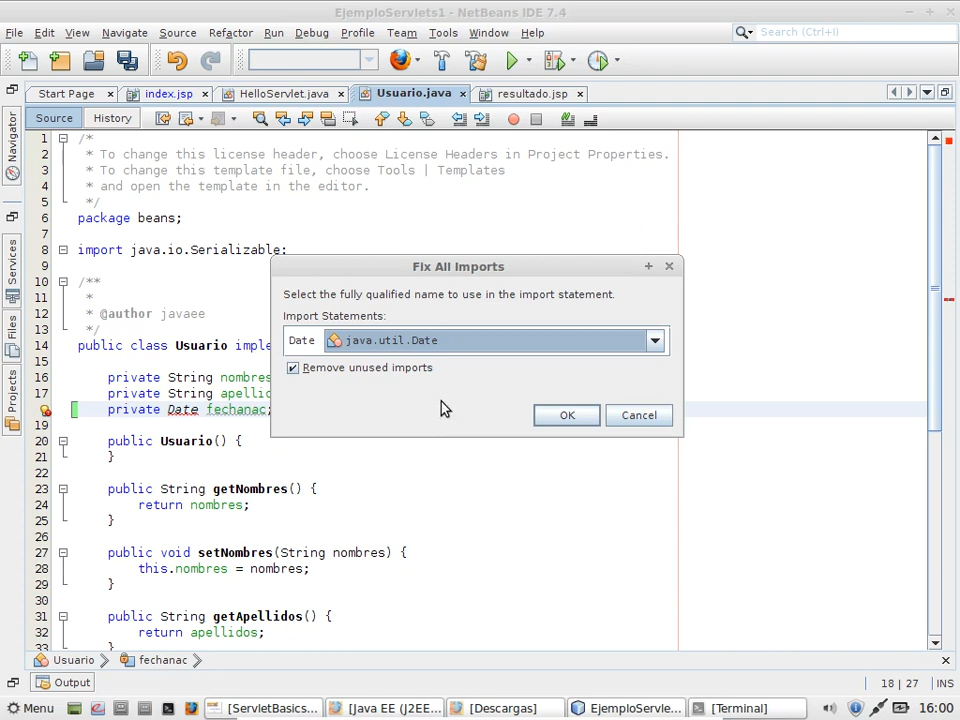 EjemploServlets1 - NetBeans IDE 7.4
File Edit View Navigate Source Refactor Run Debug Profile Team Tools Window Help
Search (Ctrl+I)
Start Page index.jsp HelloServlet.java Usuario.java resultado.jsp
Source History
Navigator
Services
Files
Projects
1 /*
2 * To change this license header, choose License Headers in Project Properties.
3 * To change this template file, choose Tools | Templates
4 * and open the template in the editor.
5 */
6 package beans;
7
8 import java.io.Serializable;
9
10 /**
11 *
12 * @author javaee
13 */
14 public class Usuario imple
15
16 private String nombres
17 private String apellid
private Date fechanac;
19
20 public Usuario() {
21 }
22
23 public String getNombres() {
24 return nombres;
25 }
26
27 public void setNombres(String nombres) {
28 this.nombres = nombres;
29 }
30
31 public String getApellidos() {
32 return apellidos;
33 }
Fix All Imports
Select the fully qualified name to use in the import statement.
Import Statements:
Date java.util.Date
Remove unused imports
OK Cancel
Usuario fechanac
Output
18 | 27 INS
Menu [ServletBasics... [Java EE (J2EE... [Descargas] EjemploServle... [Terminal] 16:00